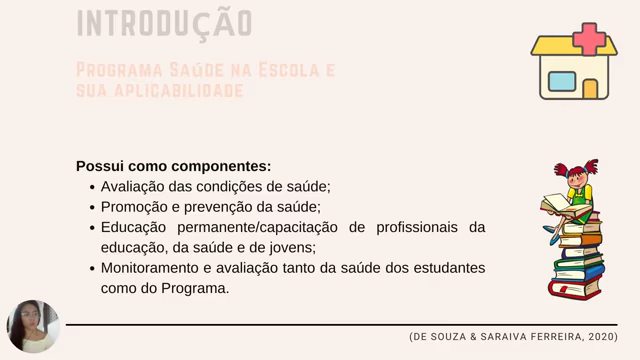 INTRODUÇÃO
PROGRAMA SAÚDE NA ESCOLA E
SUA APLICABILIDADE
Possui como componentes:
• Avaliação das condições de saúde;
• Promoção e prevenção da saúde;
• Educação permanente/capacitação de profissionais da
educação, da saúde e de jovens;
• Monitoramento e avaliação tanto da saúde dos estudantes
como do Programa.
(DE SOUZA & SARAIVA FERREIRA, 2020)